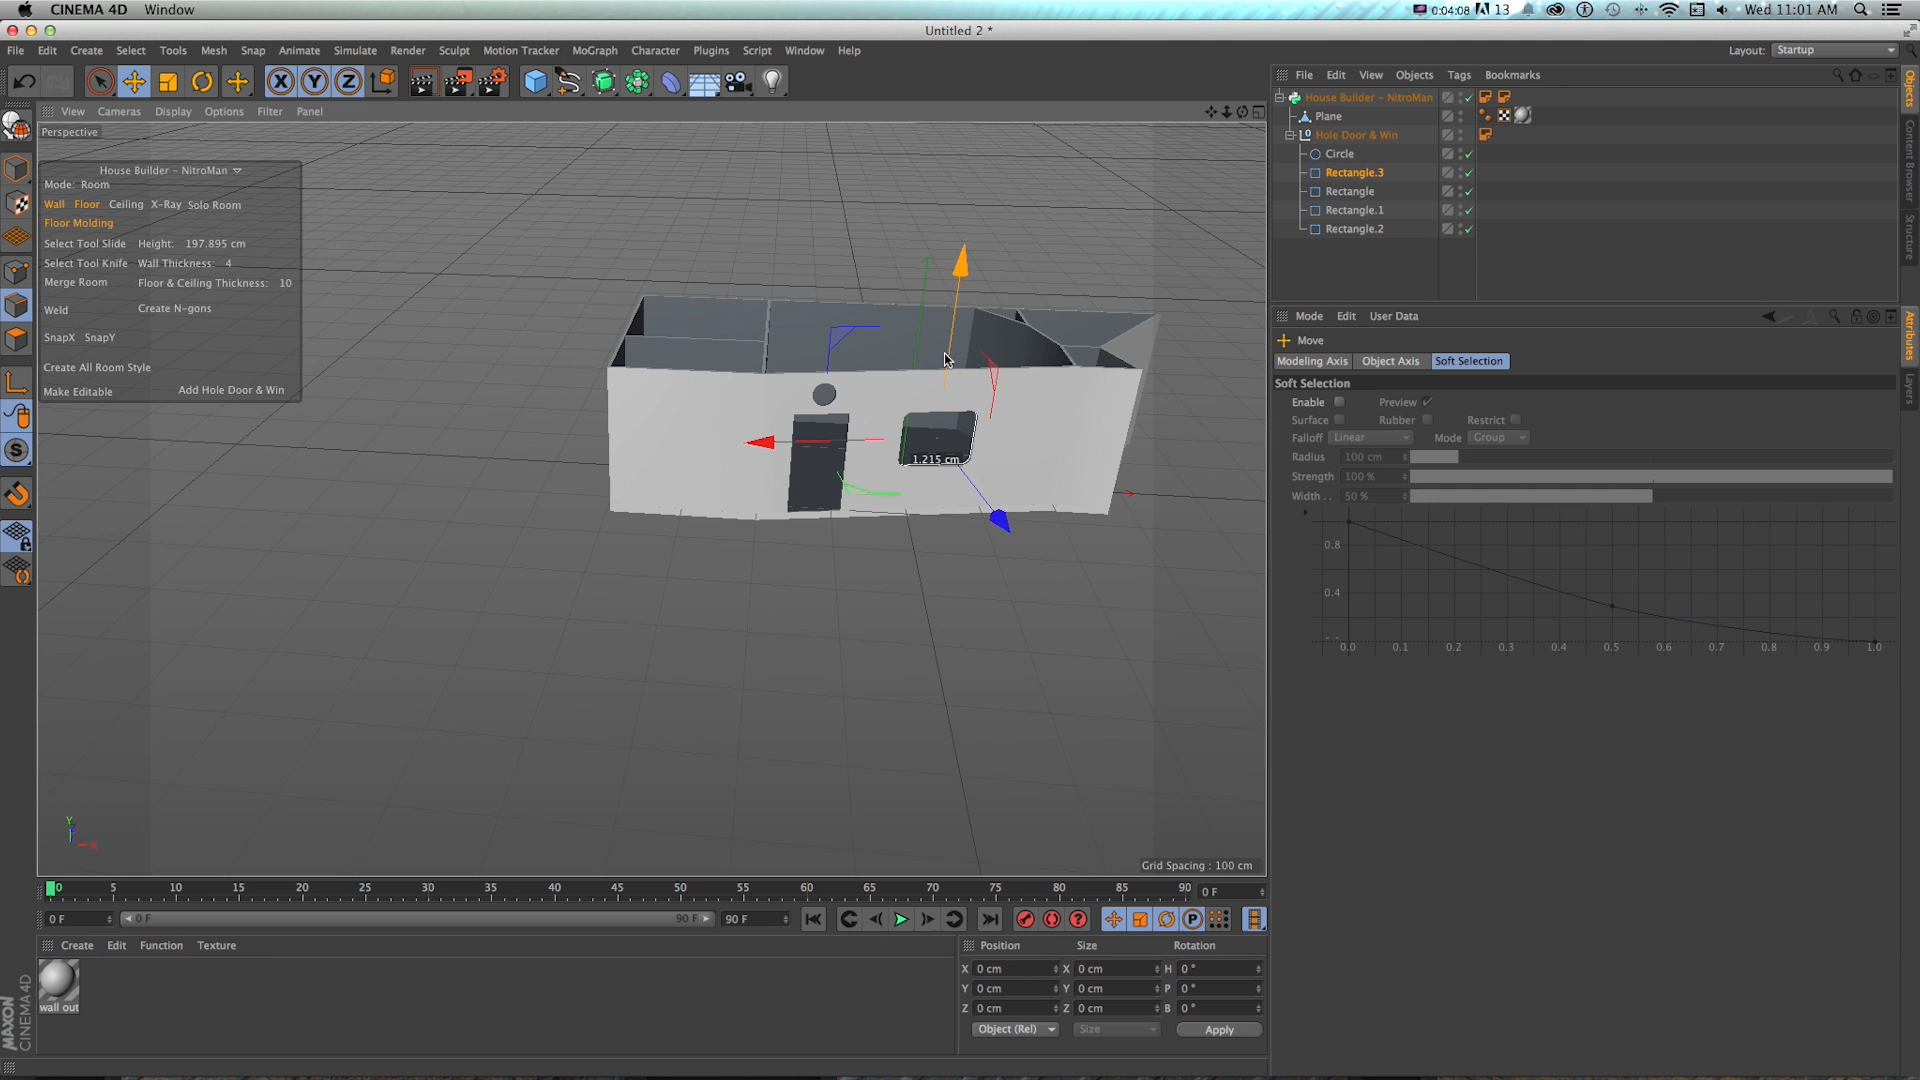 CINEMA 4D Window
0:04:08 13 Wed 11:01 AM
Untitled 2 *
File Edit Create Select Tools Mesh Snap Animate Simulate Render Sculpt Motion Tracker MoGraph Character Plugins Script Window Help
Layout: Startup
View Cameras Display Options Filter Panel
Perspective
House Builder - NitroMan
Mode: Room
Wall Floor Ceiling X-Ray Solo Room
Floor Molding
Select Tool Slide Height: 197.895 cm
Select Tool Knife Wall Thickness: 4
Merge Room Floor & Ceiling Thickness: 10
Weld Create N-gons
SnapX SnapY
Create All Room Style
Make Editable Add Hole Door & Win
1.215 cm
Y
X
Grid Spacing : 100 cm
File Edit View Objects Tags Bookmarks
House Builder - NitroMan
Plane
Hole Door & Win
Circle
Rectangle.3
Rectangle
Rectangle.1
Rectangle.2
Objects
Content Browser
Structure
Mode Edit User Data
Move
Modeling Axis Object Axis Soft Selection
Soft Selection
Enable Preview
Surface Rubber Restrict
Falloff Linear Mode Group
Radius 100 cm
Strength 100 %
Width . . 50 %
0.8
0.4
0.0 0.1 0.2 0.3 0.4 0.5 0.6 0.7 0.8 0.9 1.0
Attributes
Layers
0 5 10 15 20 25 30 35 40 45 50 55 60 65 70 75 80 85 90 0 F
0 F 0 F 90 F 90 F
Create Edit Function Texture
wall out
Position Size Rotation
X 0 cm X 0 cm H 0 °
Y 0 cm Y 0 cm P 0 °
Z 0 cm Z 0 cm B 0 °
Object (Rel) Size Apply
MAXON
CINEMA 4D